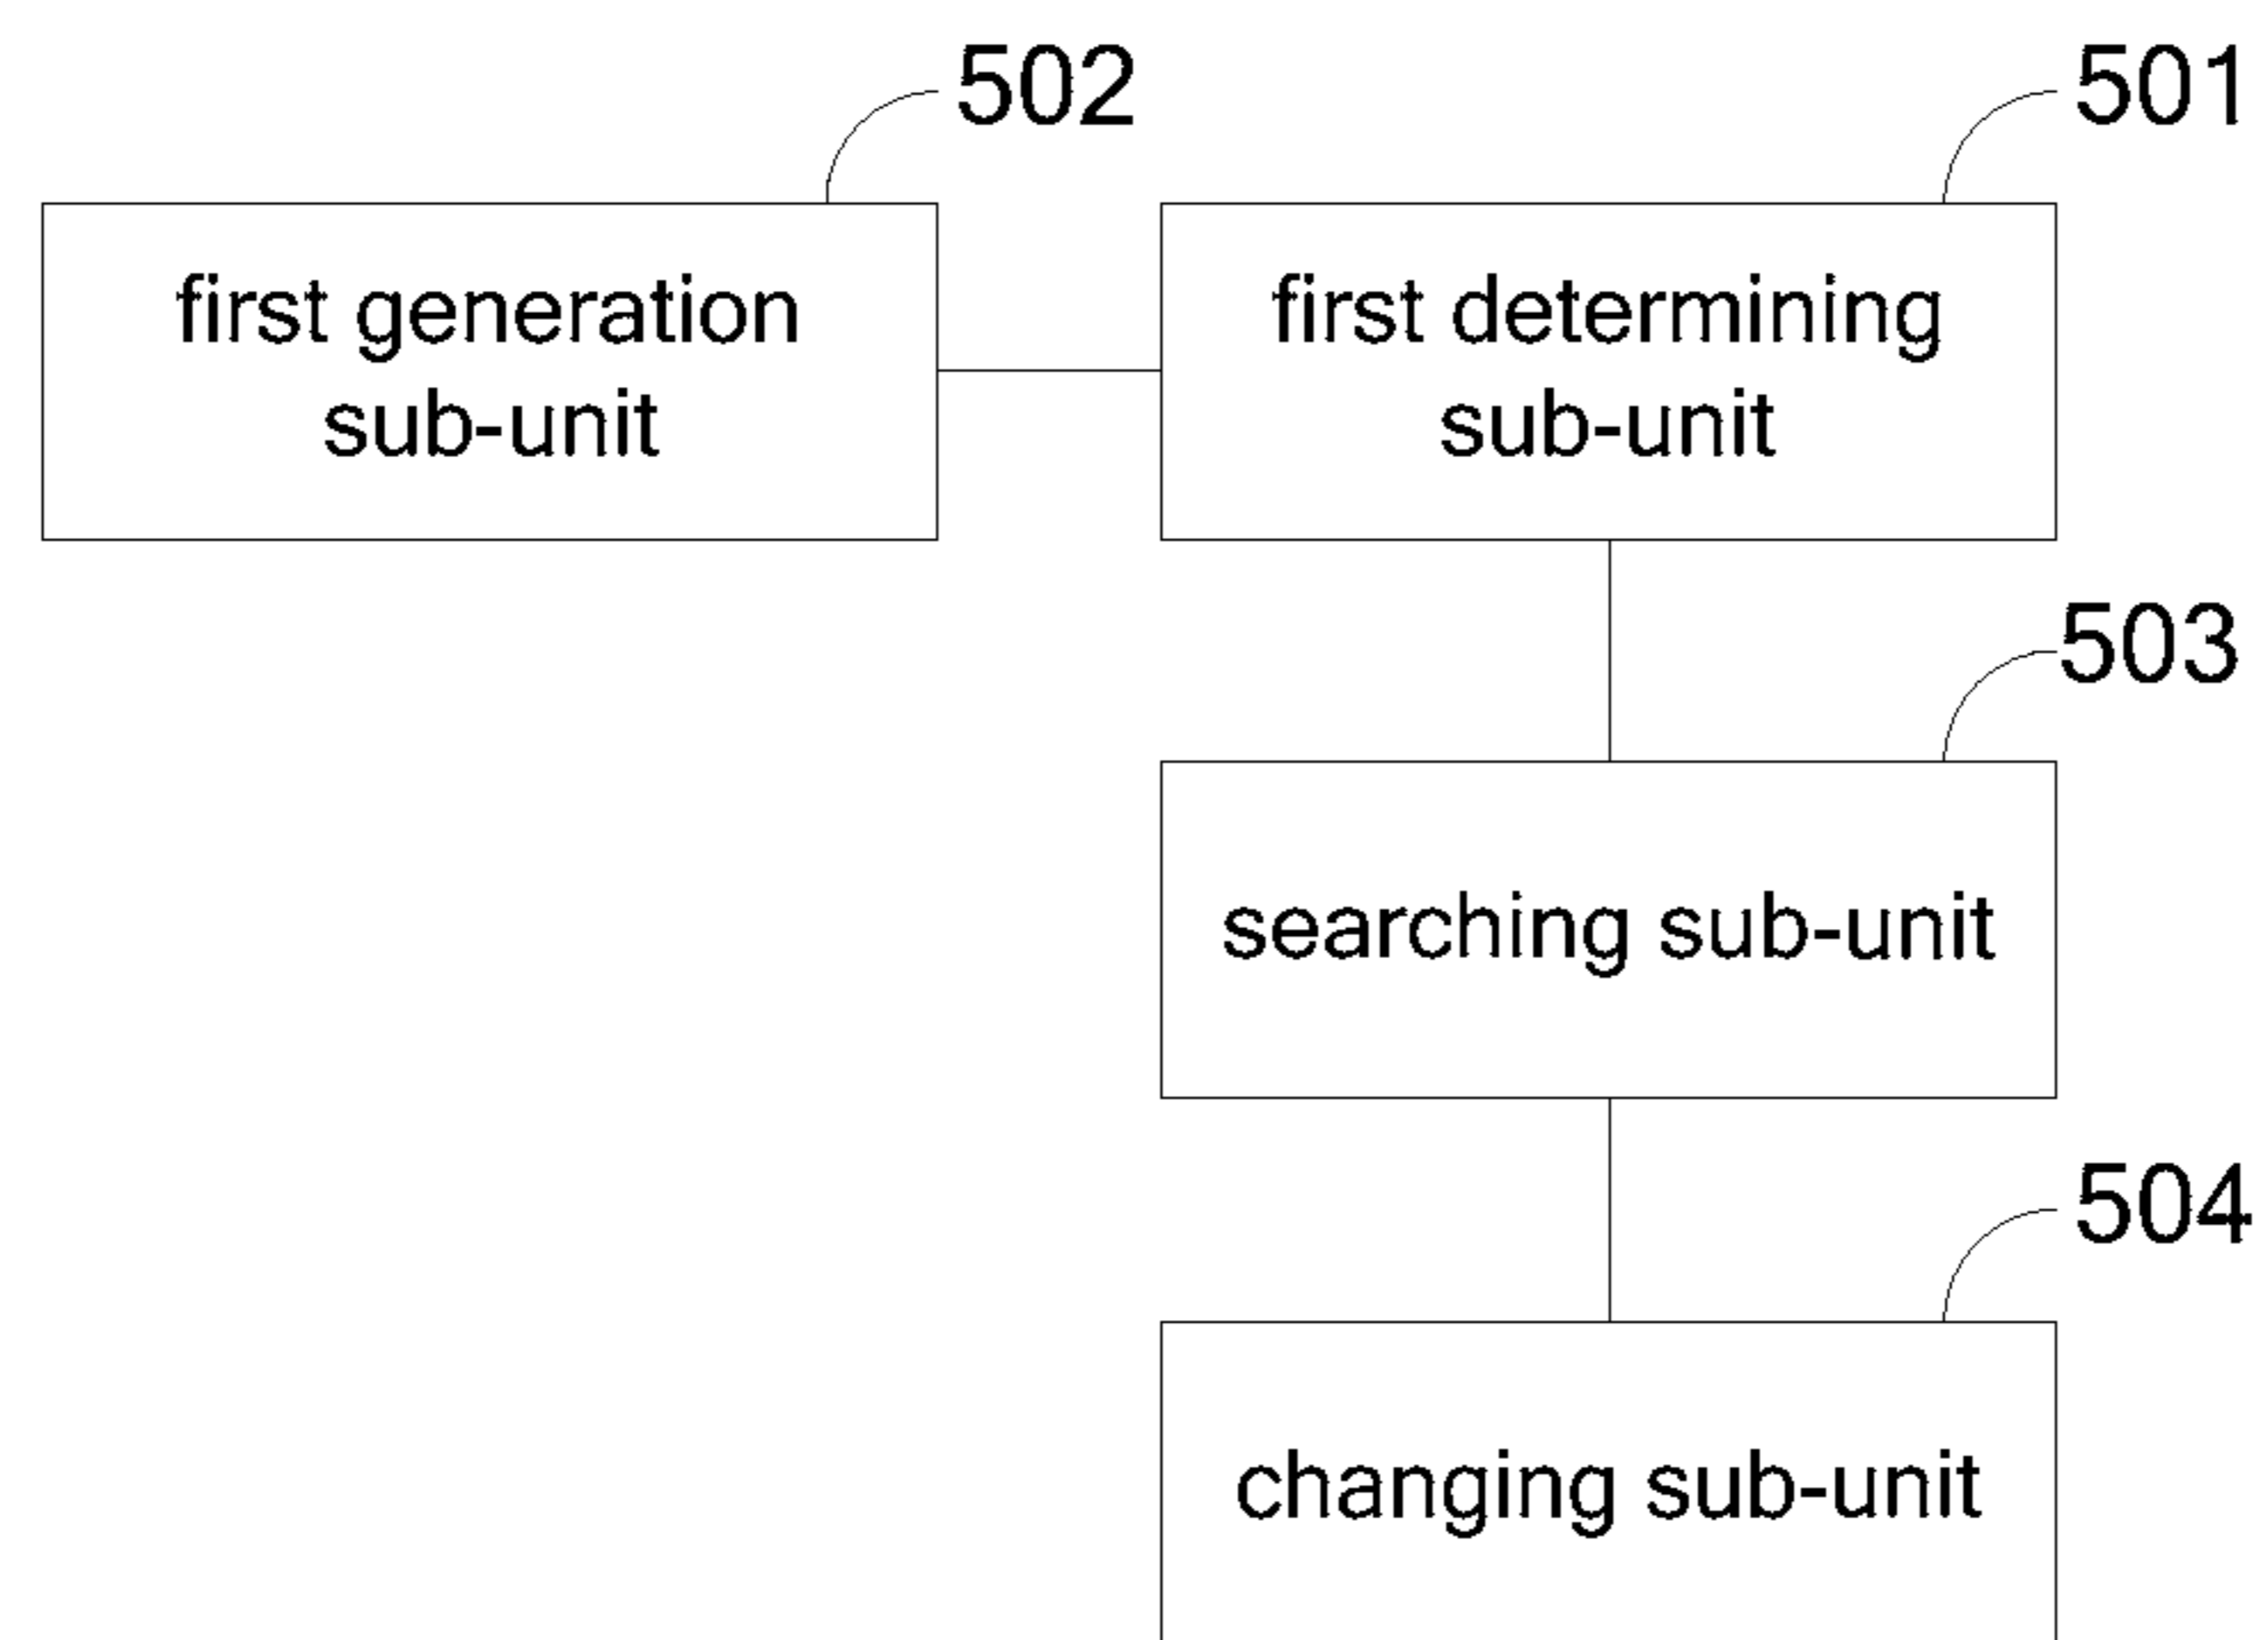 502
501
first generation
sub-unit
first determining
sub-unit
503
searching sub-unit
504
changing sub-unit